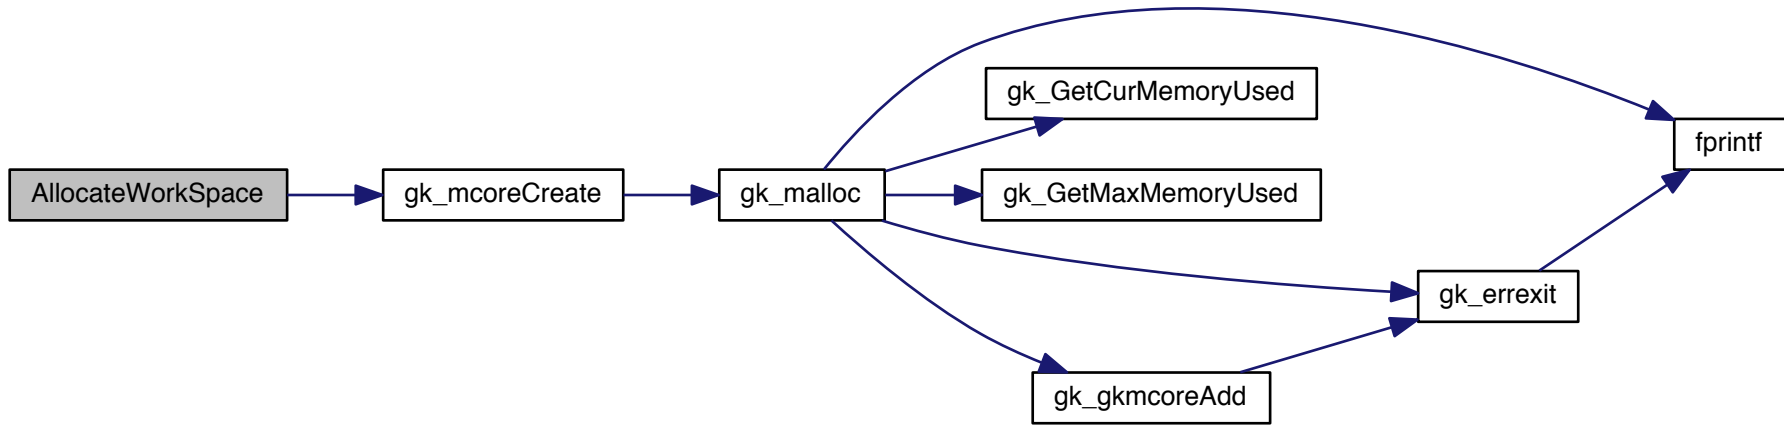 AllocateWorkSpace
gk_mcoreCreate
gk_malloc
gk_GetCurMemoryUsed
gk_GetMaxMemoryUsed
gk_gkmcoreAdd
gk_errexit
fprintf